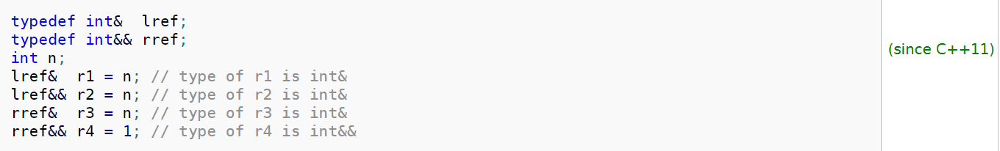 typedef int&  lref;
typedef int&& rref;
int n;
lref&  r1 = n; // type of r1 is int&
lref&& r2 = n; // type of r2 is int&
rref&  r3 = n; // type of r3 is int&
rref&& r4 = 1; // type of r4 is int&&
(since C++11)